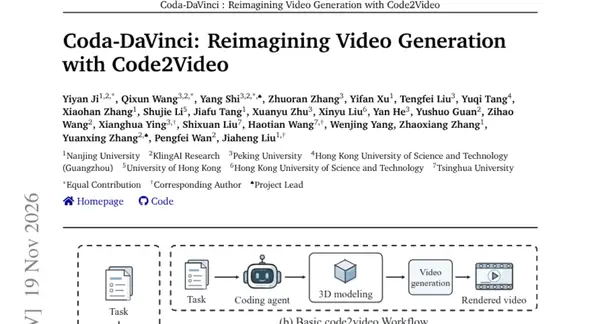 Coda-DaVinci : Reimagining Video Generation with Code2Video
Coda-DaVinci: Reimagining Video Generation
with Code2Video
Yiyan Ji1,2,*, Qixun Wang3,2,*, Yang Shi3,2,*,♠, Zhuoran Zhang3, Yifan Xu1, Tengfei Liu3, Yuqi Tang4,
Xiaohan Zhang1, Shujie Li5, Jiafu Tang1, Xuanyu Zhu3, Xinyu Liu6, Yan He3, Yushuo Guan2, Zihao
Wang2, Xianghua Ying3,†, Shixuan Liu7, Haotian Wang7,†, Wenjing Yang, Zhaoxiang Zhang1,
Yuanxing Zhang2,♠, Pengfei Wan2, Jiaheng Liu1,†
1Nanjing University 2KlingAI Research 3Peking University 4Hong Kong University of Science and Technology
(Guangzhou) 5University of Hong Kong 6Hong Kong University of Science and Technology 7Tsinghua University
*Equal Contribution †Corresponding Author ♠Project Lead
Homepage Code
V] 19 Nov 2026
Task
Task
Coding agent
3D modeling
Video
generation
Rendered video
(b) Basic code2video Workflow